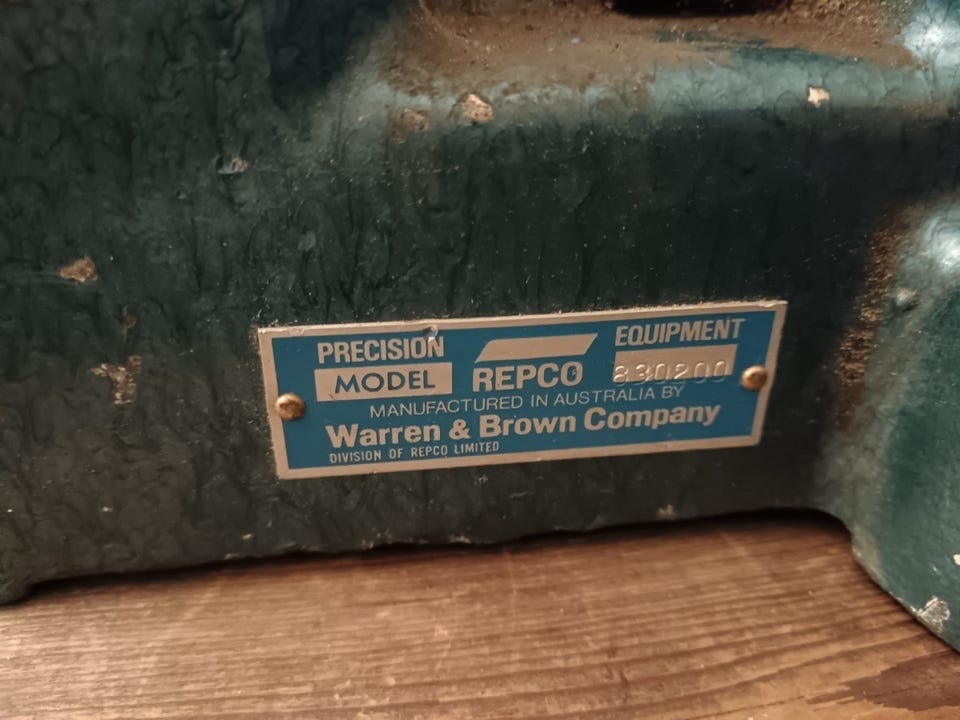 PRECISION REPCO EQUIPMENT
MODEL 830200
MANUFACTURED IN AUSTRALIA BY
Warren & Brown Company
DIVISION OF REPCO LIMITED